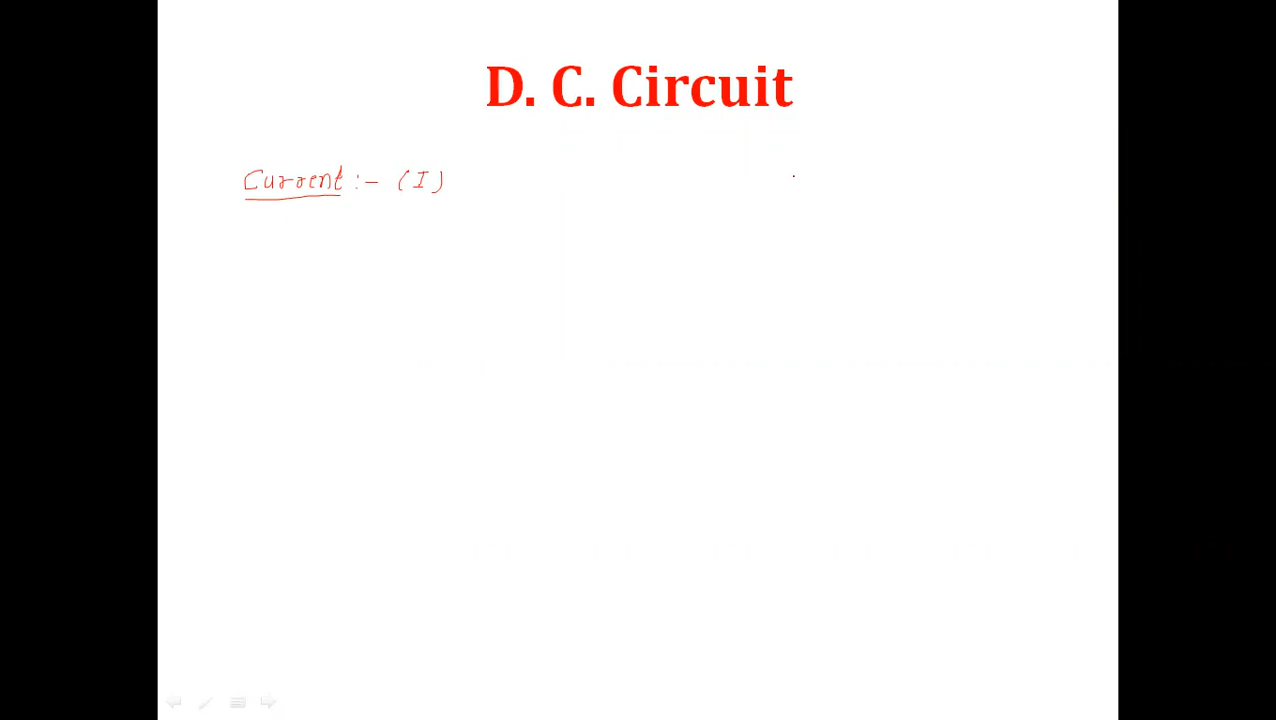 D. C. Circuit
Current :- (I)